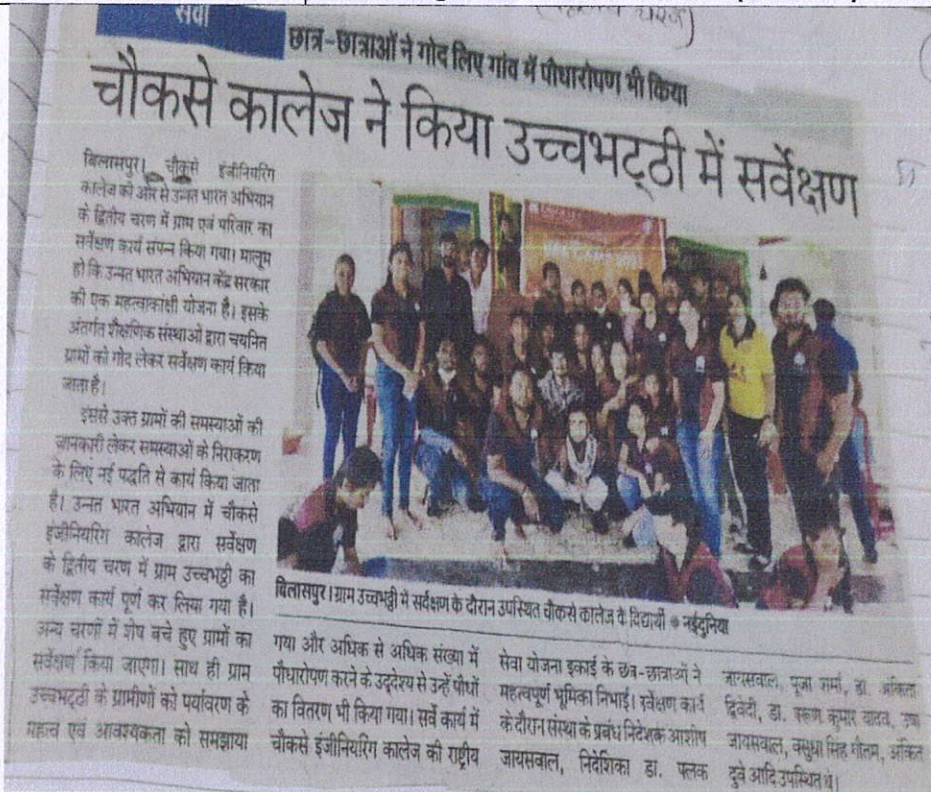 सेवा
छात्र-छात्राओं ने गोद लिए गांव में पौधारोपण भी किया
चौकसे कालेज ने किया उच्चभट्ठी में सर्वेक्षण
बिलासपुर। चौकसे इंजीनियरिंग
कालेज की ओर से उन्नत भारत अभियान
के द्वितीय चरण में ग्राम एवं परिवार का
सर्वेक्षण कार्य संपन्न किया गया। मालूम
हो कि उन्नत भारत अभियान केंद्र सरकार
की एक महत्वाकांक्षी योजना है। इसके
अंतर्गत शैक्षणिक संस्थाओं द्वारा चयनित
ग्रामों को गोद लेकर सर्वेक्षण कार्य किया
जाता है।
इससे उक्त ग्रामों की समस्याओं की
जानकारी लेकर समस्याओं के निराकरण
के लिए नई पद्धति से कार्य किया जाता
है। उन्नत भारत अभियान में चौकसे
इंजीनियरिंग कालेज द्वारा सर्वेक्षण
के द्वितीय चरण में ग्राम उच्चभट्ठी का
सर्वेक्षण कार्य पूर्ण कर लिया गया है।
अन्य चरणों में शेष बचे हुए ग्रामों का
सर्वेक्षण किया जाएगा। साथ ही ग्राम
उच्चभट्ठी के ग्रामीणों को पर्यावरण के
महत्व एवं आवश्यकता को समझाया
बिलासपुर। ग्राम उच्चभट्ठी में सर्वेक्षण के दौरान उपस्थित चौकसे कालेज के विद्यार्थी ● नईदुनिया
गया और अधिक से अधिक संख्या में
पौधारोपण करने के उद्देश्य से उन्हें पौधों
का वितरण भी किया गया। सर्वे कार्य में
चौकसे इंजीनियरिंग कालेज की राष्ट्रीय
सेवा योजना इकाई के छात्र-छात्राओं ने
महत्वपूर्ण भूमिका निभाई। सर्वेक्षण कार्य
के दौरान संस्था के प्रबंध निदेशक आशीष
जायसवाल, निदेशिका डा. पलक
जायसवाल, पूजा शर्मा, डा. अंकिता
द्विवेदी, डा. वरूण कुमार यादव, उषा
जायसवाल, वसुधा सिंह गौतम, अंकित
दुबे आदि उपस्थित थे।